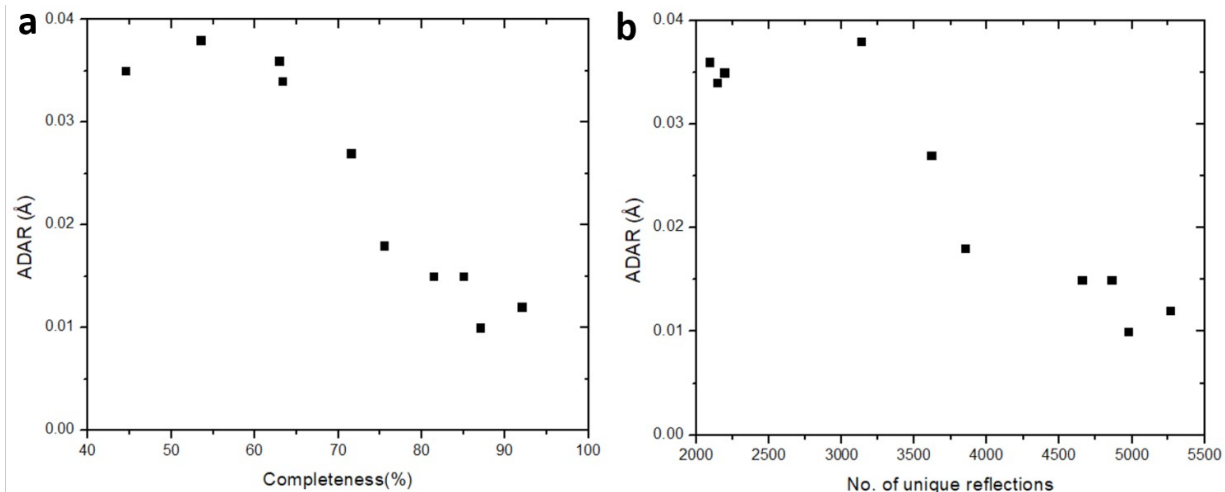 a
0.04
0.03
0.02
0.01
0.00
ADAR (Å)
40 50 60 70 80 90 100
Completeness(%)
b
0.04
0.03
0.02
0.01
0.00
ADAR (Å)
2000 2500 3000 3500 4000 4500 5000 5500
No. of unique reflections